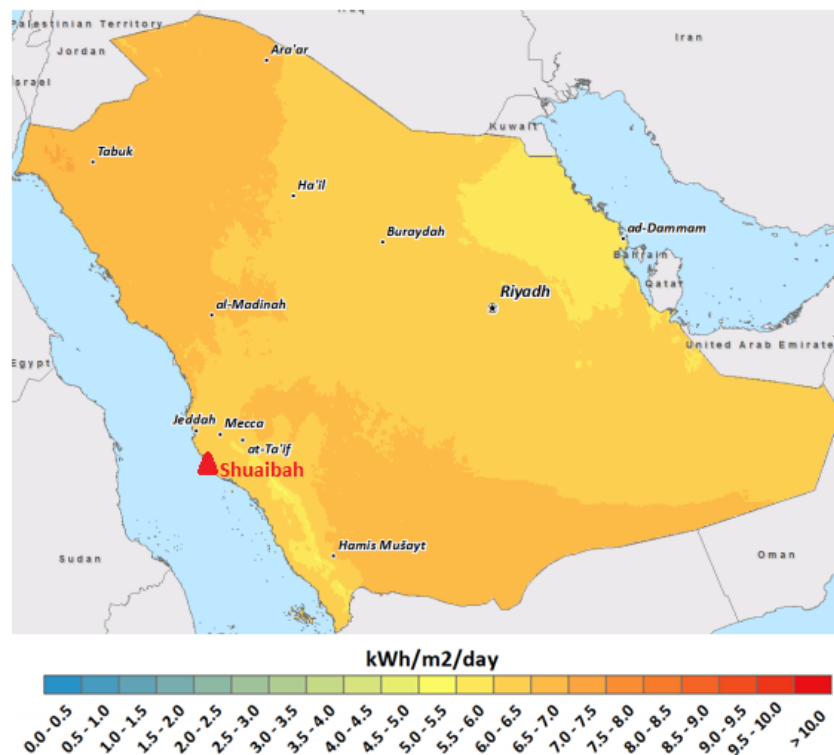 Iraq
Palestinian Territory
Jordan
Israel
Ara'ar
Iran
Kuwait
Tabuk
Ha'il
Buraydah
ad-Dammam
Bahrain
Qatar
Riyadh
al-Madinah
Egypt
United Arab Emirate
Jeddah
Mecca
at-Ta'if
Shuaibah
Hamis Mušayt
Sudan
Oman
kWh/m2/day
0.0 - 0.5
0.5 - 1.0
1.0 - 1.5
1.5 - 2.0
2.0 - 2.5
2.5 - 3.0
3.0 - 3.5
3.5 - 4.0
4.0 - 4.5
4.5 - 5.0
5.0 - 5.5
5.5 - 6.0
6.0 - 6.5
6.5 - 7.0
7.0 - 7.5
7.5 - 8.0
8.0 - 8.5
8.5 - 9.0
9.0 - 9.5
9.5 - 10.0
> 10.0